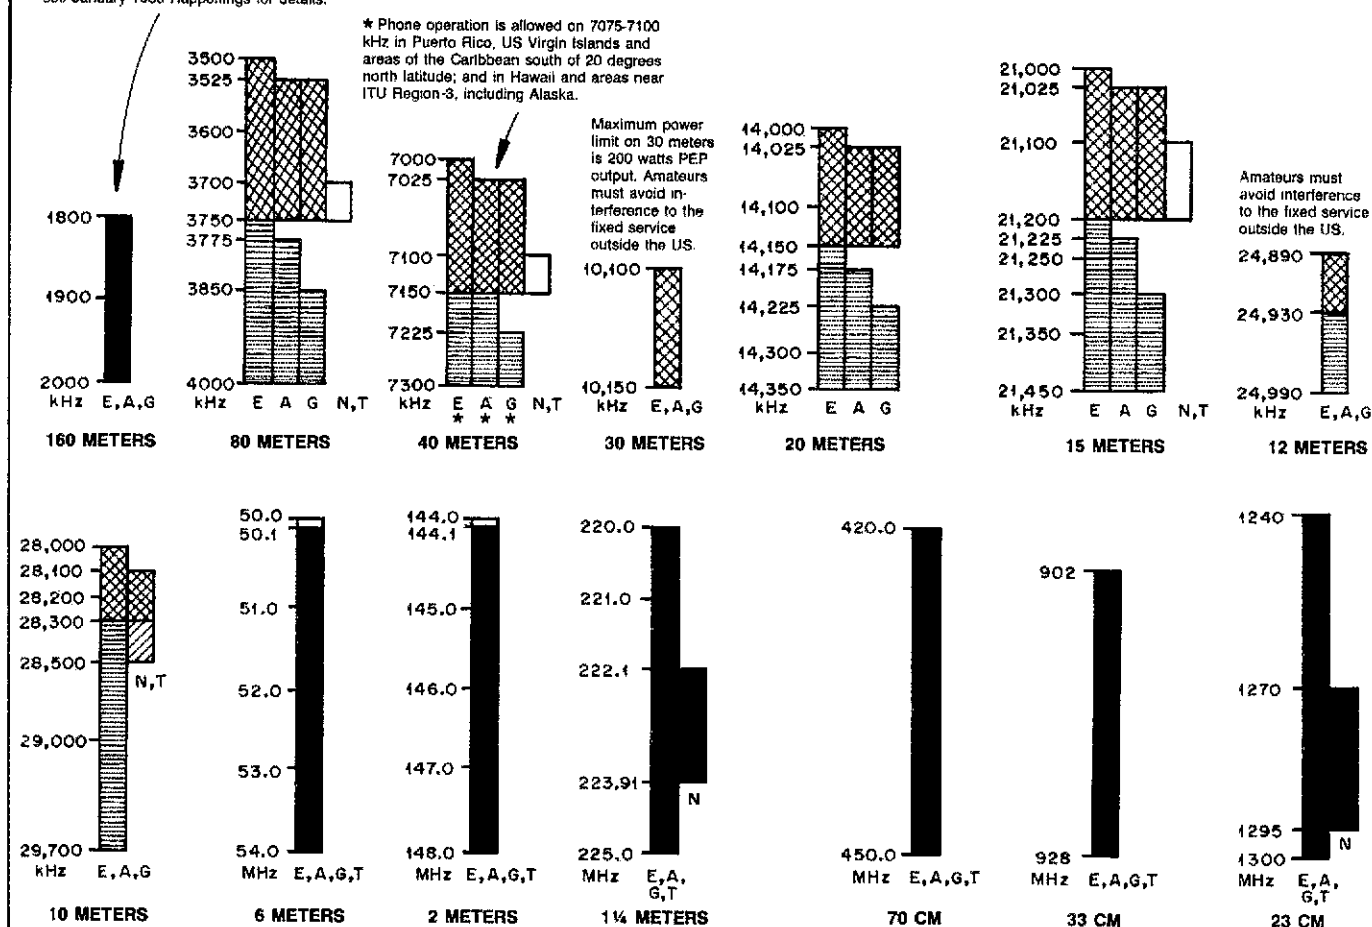 ★ Phone operation is allowed on 7075-7100
kHz in Puerto Rico, US Virgin Islands and
areas of the Caribbean south of 20 degrees
north latitude; and in Hawaii and areas near
ITU Region-3, including Alaska.
1800
1900
2000
kHz E,A,G
160 METERS
3500
3525
3600
3700
3750
3775
3850
4000
kHz E A G N,T
80 METERS
7000
7025
7100
7150
7225
7300
kHz E A G N,T
★ ★ ★
40 METERS
Maximum power
limit on 30 meters
is 200 watts PEP
output. Amateurs
must avoid in-
terference to the
fixed service
outside the US.
10,100
10,150
kHz E,A,G
30 METERS
14,000
14,025
14,100
14,150
14,175
14,225
14,300
14,350
kHz E A G
20 METERS
21,000
21,025
21,100
21,200
21,225
21,250
21,300
21,350
21,450
kHz E A G N,T
15 METERS
Amateurs must
avoid interference
to the fixed service
outside the US.
24,890
24,930
24,990
kHz E,A,G
12 METERS
28,000
28,100
28,200
28,300
28,500
N,T
29,000
29,700
kHz E,A,G
10 METERS
50.0
50.1
51.0
52.0
53.0
54.0
MHz E,A,G,T
6 METERS
144.0
144.1
145.0
146.0
147.0
148.0
MHz E,A,G,T
2 METERS
220.0
221.0
222.1
223.91
N
225.0
MHz E,A,
G,T
1¼ METERS
420.0
450.0
MHz E,A,G,T
70 CM
902
928
MHz E,A,G,T
33 CM
1240
1270
1295
N
1300
MHz E,A,
G,T
23 CM